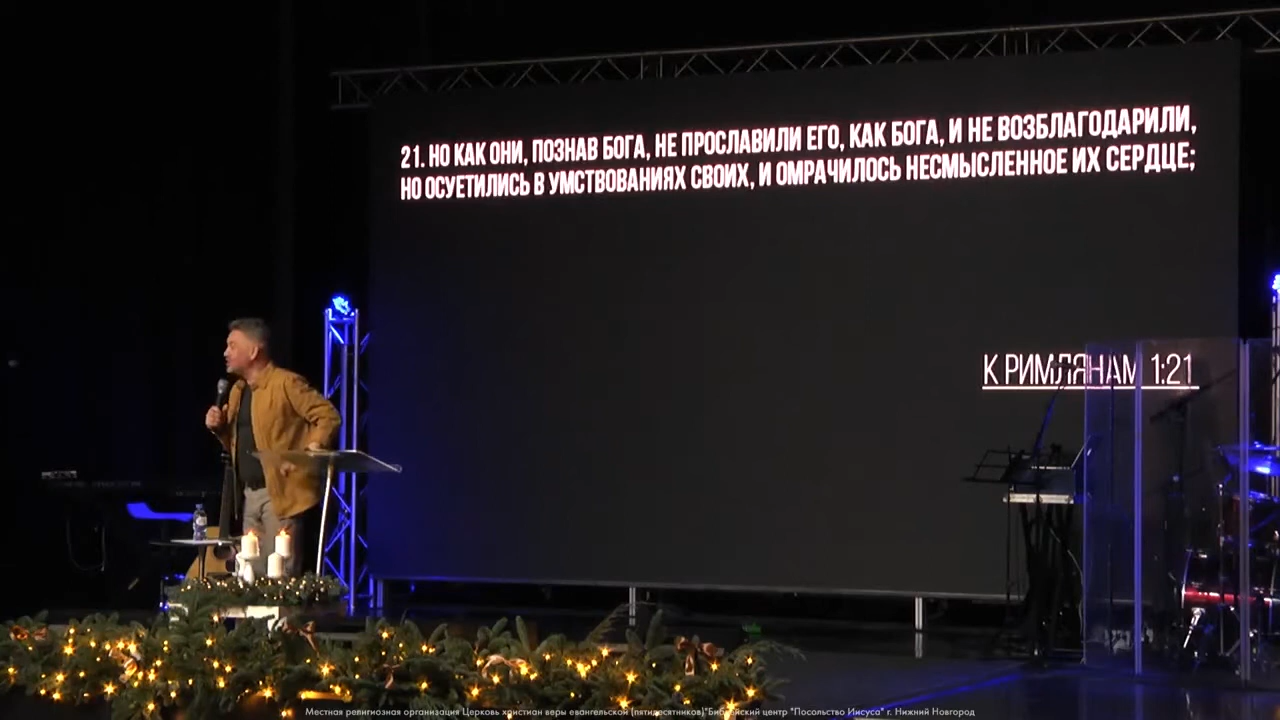 21. НО КАК ОНИ, ПОЗНАВ БОГА, НЕ ПРОСЛАВИЛИ ЕГО, КАК БОГА, И НЕ ВОЗБЛАГОДАРИЛИ,
НО ОСУЕТИЛИСЬ В УМСТВОВАНИЯХ СВОИХ, И ОМРАЧИЛОСЬ НЕСМЫСЛЕННОЕ ИХ СЕРДЦЕ;
К РИМЛЯНАМ 1:21
Местная религиозная организация Церковь христиан веры евангельской (пятидесятников)"Библейский центр "Посольство Иисуса" г. Нижний Новгород